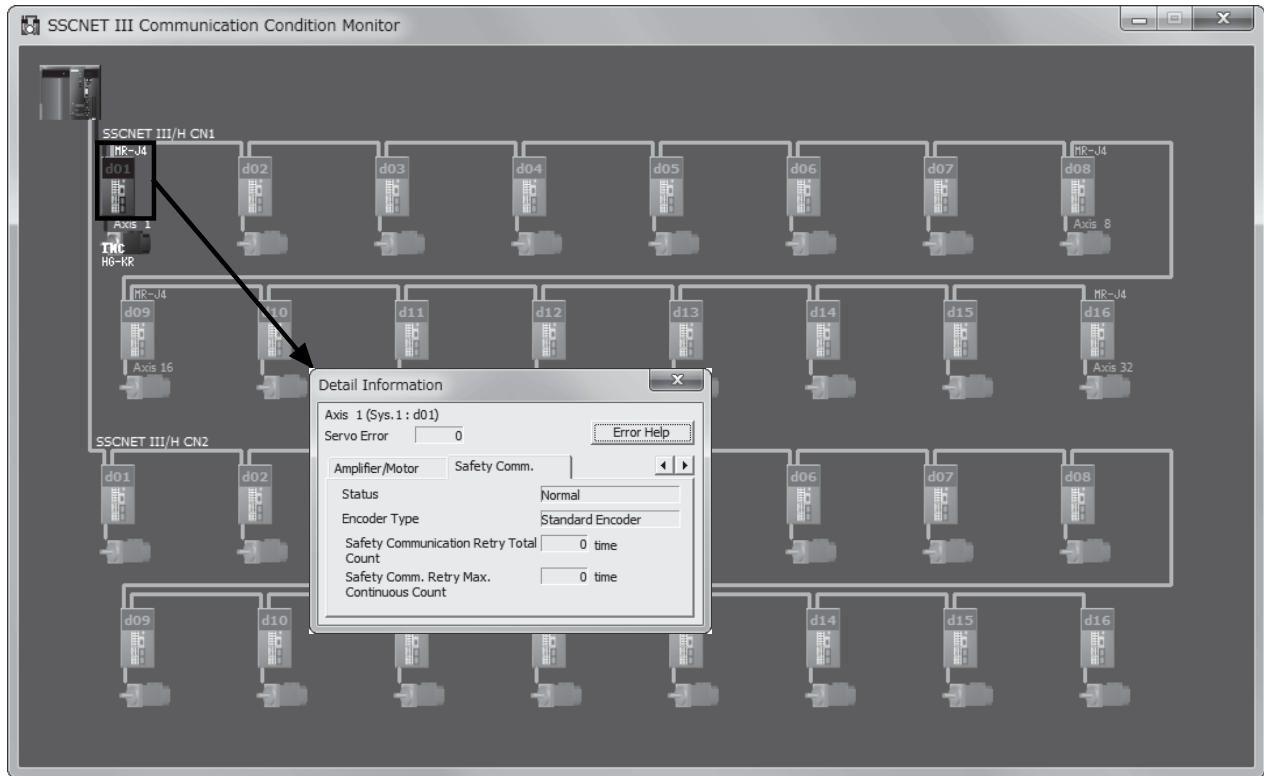 SSCNET III Communication Condition Monitor
SSCNET III/H CN1
MR-J4
MR-J4
d01
d02
d03
d04
d05
d06
d07
d08
Axis 1
Axis 8
TMC
HG-KR
MR-J4
MR-J4
d09
d10
d11
d12
d13
d14
d15
d16
Axis 16
Axis 32
Detail Information
Axis 1 (Sys.1 : d01)
Servo Error 0 Error Help
Amplifier/Motor Safety Comm.
Status Normal
Encoder Type Standard Encoder
Safety Communication Retry Total 0 time
Count
Safety Comm. Retry Max. 0 time
Continuous Count
SSCNET III/H CN2
d01
d02
d06
d07
d08
d09
d10
d14
d15
d16